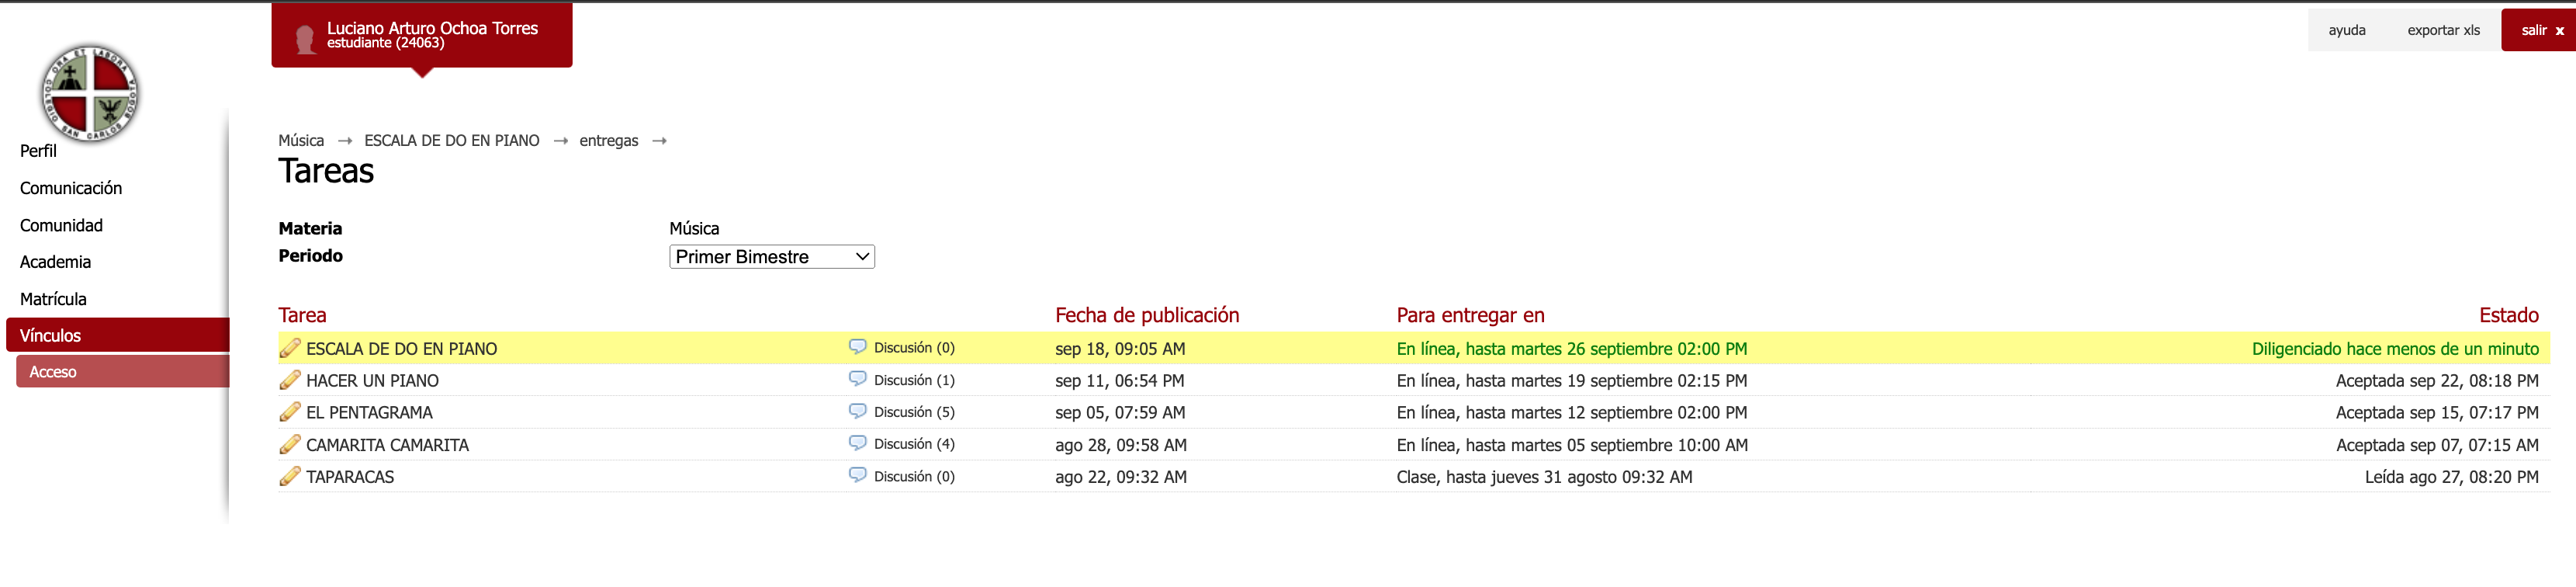 Luciano Arturo Ochoa Torres
estudiante (24063)
ayuda
exportar xls
salir x
ORA ET LABORA
COLEGIO SAN CARLOS BOGOTA
Perfil
Comunicación
Comunidad
Academia
Matrícula
Vínculos
Acceso
Música → ESCALA DE DO EN PIANO → entregas →
Tareas
Materia Música
Periodo Primer Bimestre
Tarea Fecha de publicación Para entregar en Estado
ESCALA DE DO EN PIANO Discusión (0) sep 18, 09:05 AM En línea, hasta martes 26 septiembre 02:00 PM Diligenciado hace menos de un minuto
HACER UN PIANO Discusión (1) sep 11, 06:54 PM En línea, hasta martes 19 septiembre 02:15 PM Aceptada sep 22, 08:18 PM
EL PENTAGRAMA Discusión (5) sep 05, 07:59 AM En línea, hasta martes 12 septiembre 02:00 PM Aceptada sep 15, 07:17 PM
CAMARITA CAMARITA Discusión (4) ago 28, 09:58 AM En línea, hasta martes 05 septiembre 10:00 AM Aceptada sep 07, 07:15 AM
TAPARACAS Discusión (0) ago 22, 09:32 AM Clase, hasta jueves 31 agosto 09:32 AM Leída ago 27, 08:20 PM